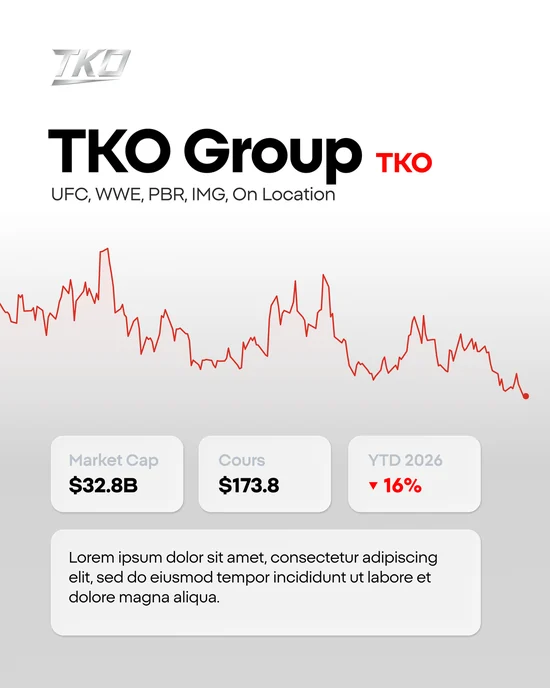 TKO
TKO Group TKO
UFC, WWE, PBR, IMG, On Location
Market Cap
$32.8B
Cours
$173.8
YTD 2026
▼ 16%
Lorem ipsum dolor sit amet, consectetur adipiscing
elit, sed do eiusmod tempor incididunt ut labore et
dolore magna aliqua.